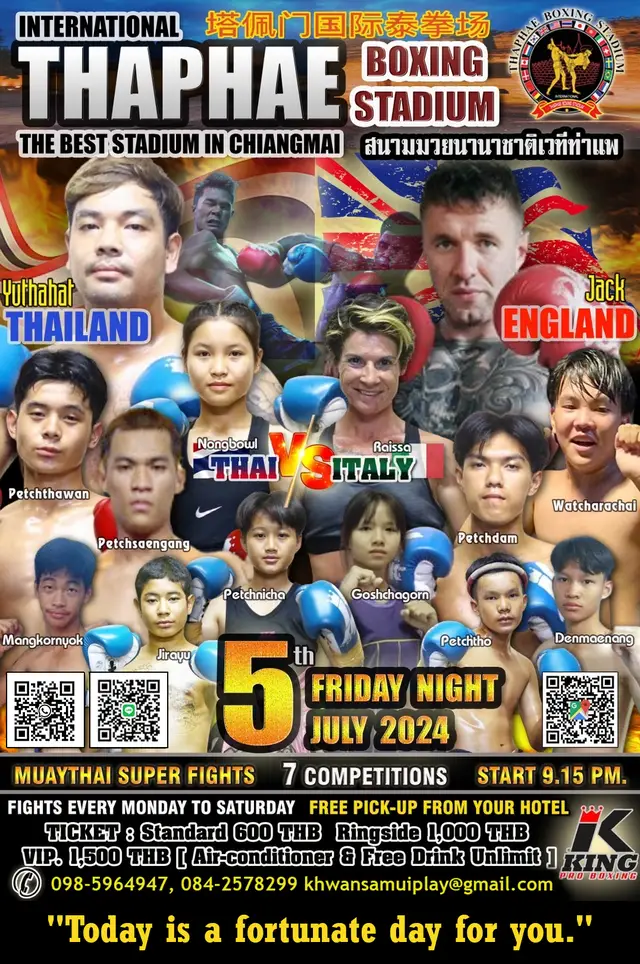 INTERNATIONAL
塔佩门国际泰拳场
THAPHAE
BOXING
STADIUM
THAPHAE BOXING STADIUM
THE BEST STADIUM IN CHIANGMAI
สนามมวยนานาชาติเวทีท่าแพ
Yuthahat
THAILAND
Jack
ENGLAND
Nongbowl
THAI
VS
Raissa
ITALY
Petchthawan
Petchsaengang
Petchdam
Watcharachai
Mangkornyok
Jirayu
Petchnicha
Goshchagorn
Petchtho
Denmaenang
5th
FRIDAY NIGHT
JULY 2024
MUAYTHAI SUPER FIGHTS 7 COMPETITIONS START 9.15 PM.
FIGHTS EVERY MONDAY TO SATURDAY FREE PICK-UP FROM YOUR HOTEL
TICKET : Standard 600 THB Ringside 1,000 THB
VIP. 1,500 THB [ Air-conditioner & Free Drink Unlimit ]
098-5964947, 084-2578299 khwansamuiplay@gmail.com
K
KING
PRO BOXING
"Today is a fortunate day for you."